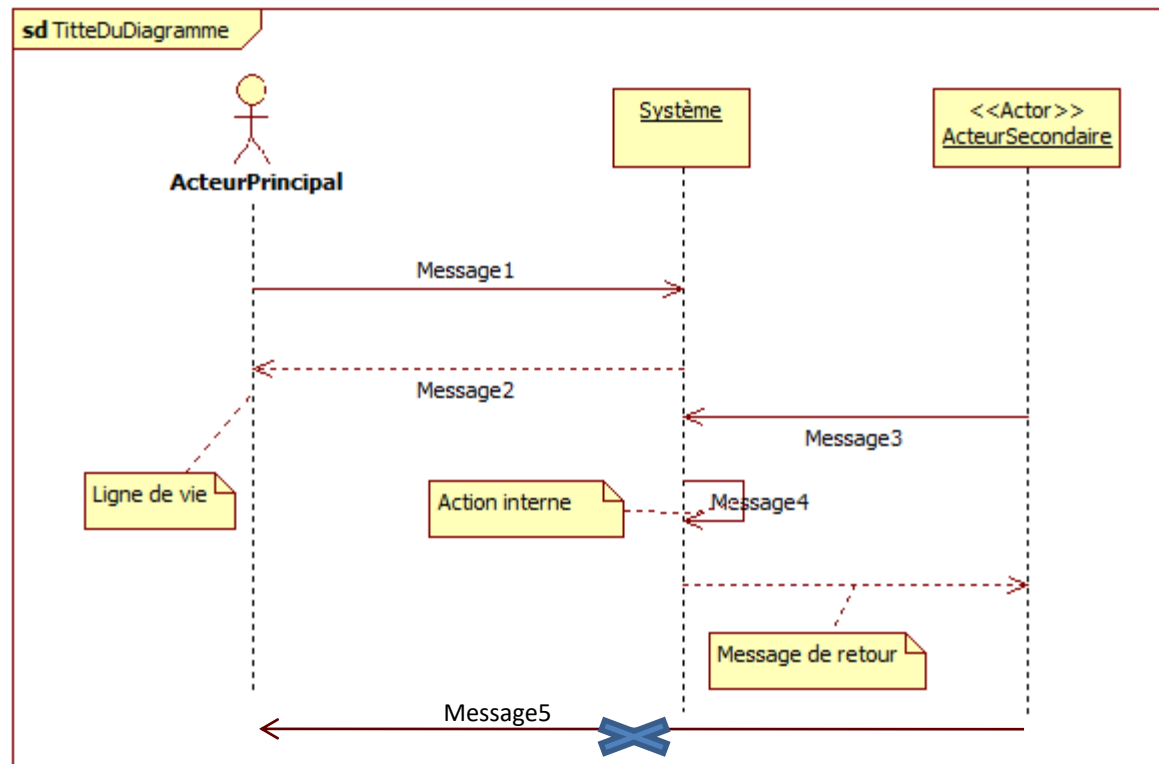 sd TitteDuDiagramme
Système
<<Actor>>
ActeurSecondaire
ActeurPrincipal
Message1
Message2
Message3
Ligne de vie
Action interne
Message4
Message de retour
Message5